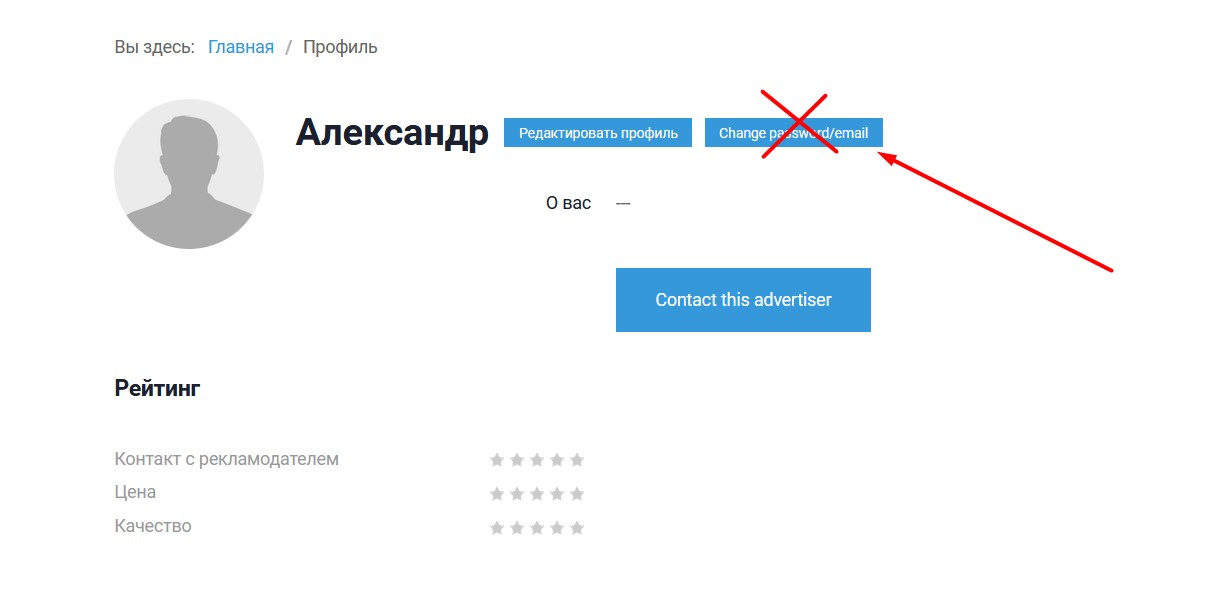 Вы здесь: Главная / Профиль
Александр Редактировать профиль Change password/email
О вас ---
Contact this advertiser
Рейтинг
Контакт с рекламодателем
Цена
Качество